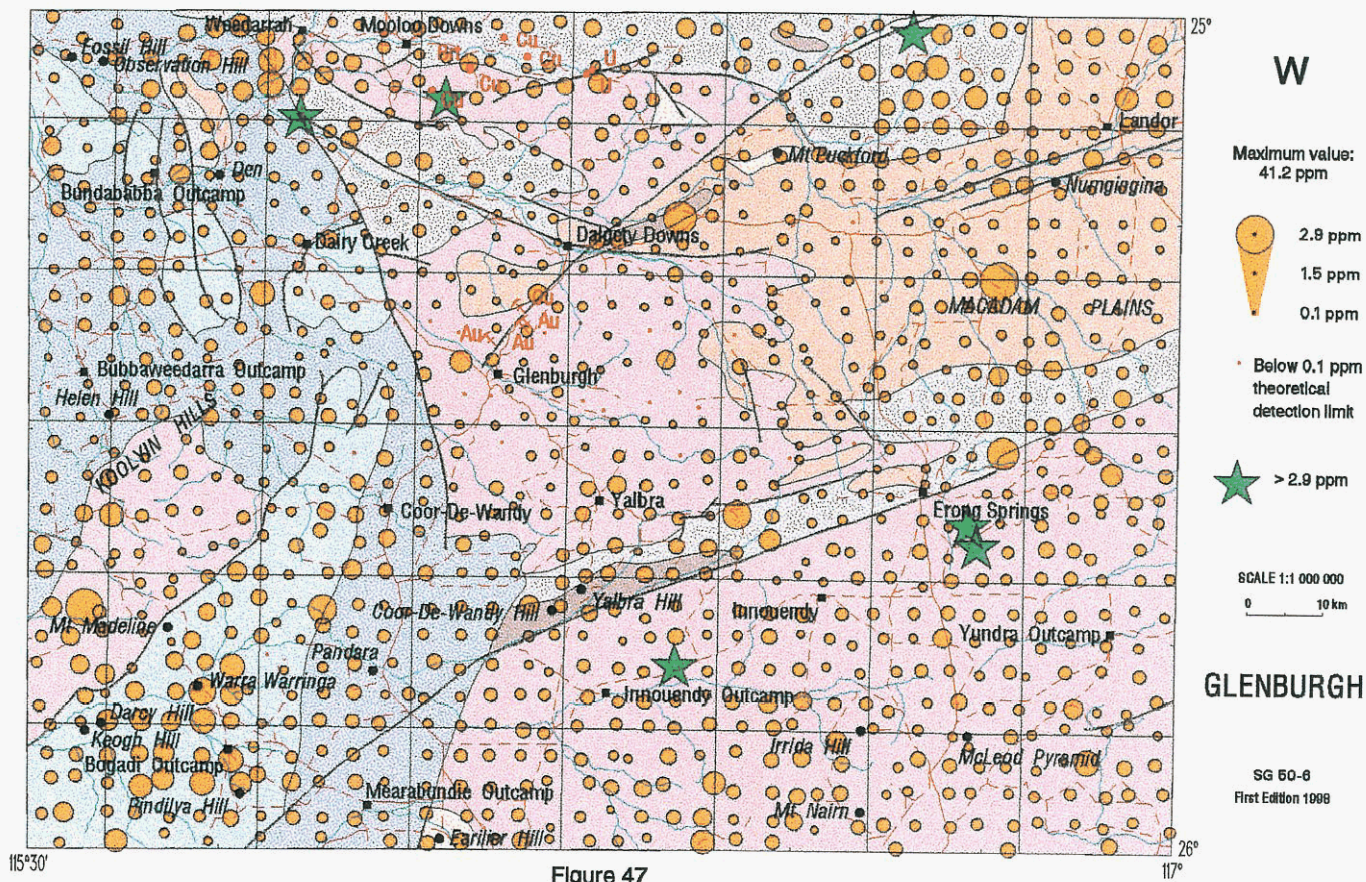 Weedarrah
Mooloo Downs
25°
Fossil Hill
Observation Hill
Cu
Cu
Cu
U
U
W
Maximum value:
41.2 ppm
Landor
Den
Bundababba Outcamp
Mt Puckford
Numgingina
2.9 ppm
1.5 ppm
0.1 ppm
Dairy Creek
Dalgety Downs
MACADAM PLAINS
Au
Au
Au
Below 0.1 ppm
theoretical
detection limit
Bubbaweedarra Outcamp
Glenburgh
Helen Hill
KOOLYIN HILLS
> 2.9 ppm
Coor-De-Wandy
Yalbra
Erong Springs
SCALE 1:1 000 000
0 10 km
Coor-De-Wandy Hill
Yalbra Hill
Innouendy
Mt Madeline
Yundra Outcamp
Pandara
Warra Warringa
Innouendy Outcamp
GLENBURGH
Darcy Hill
Keogh Hill
Irrida Hill
McLeod Pyramid
Bogadi Outcamp
SG 50-6
First Edition 1998
Pindilya Hill
Mearabundie Outcamp
Mt Nairn
Earilier Hill
115°30'
Figure 47
117°
26°